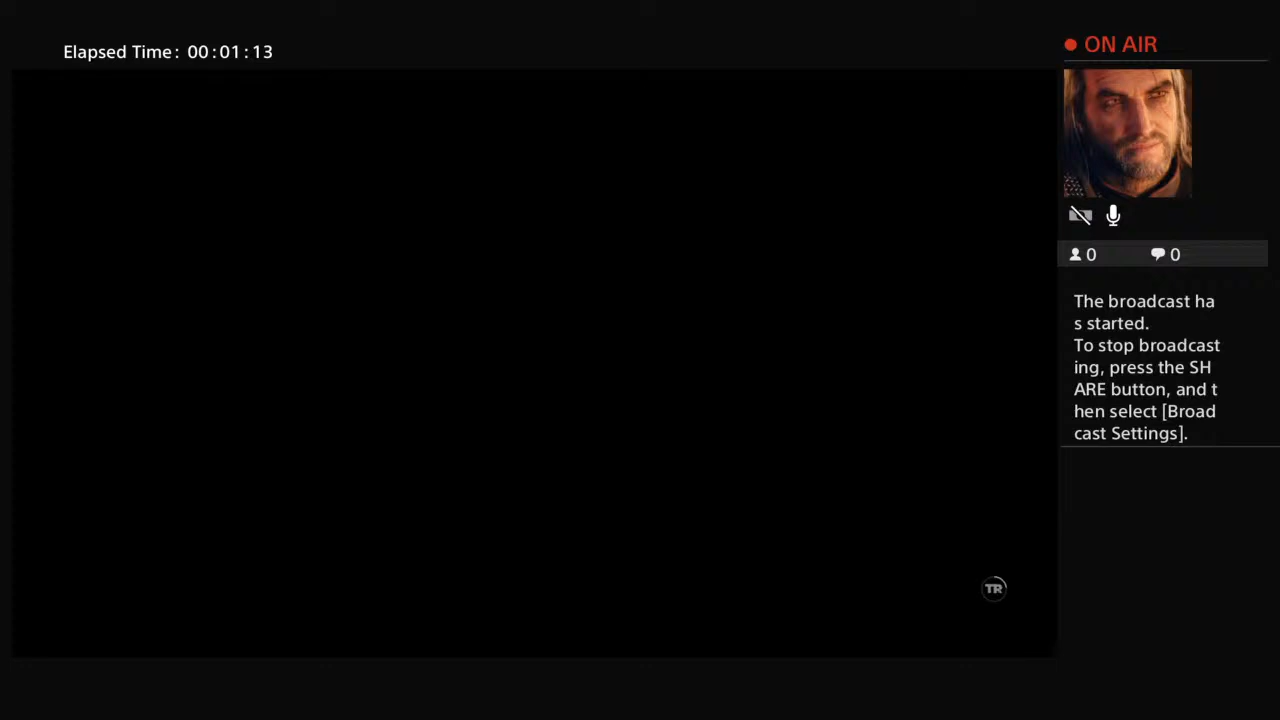 Elapsed Time: 00:01:13
ON AIR
0 0
The broadcast ha
s started.
To stop broadcast
ing, press the SH
ARE button, and t
hen select [Broad
cast Settings].
TR